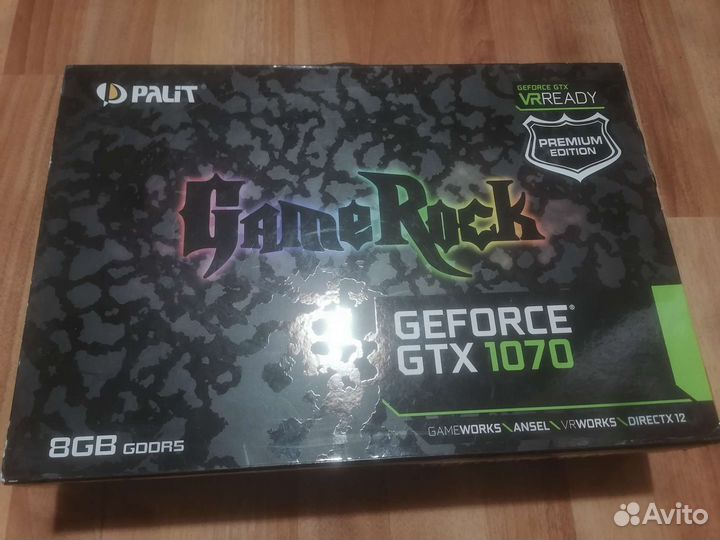 PALIT
GEFORCE GTX
VRREADY
PREMIUM
EDITION
GameRock
GEFORCE®
GTX 1070
GAMEWORKS \ ANSEL \ VRWORKS \ DIRECTX 12
8GB GDDR5
Avito